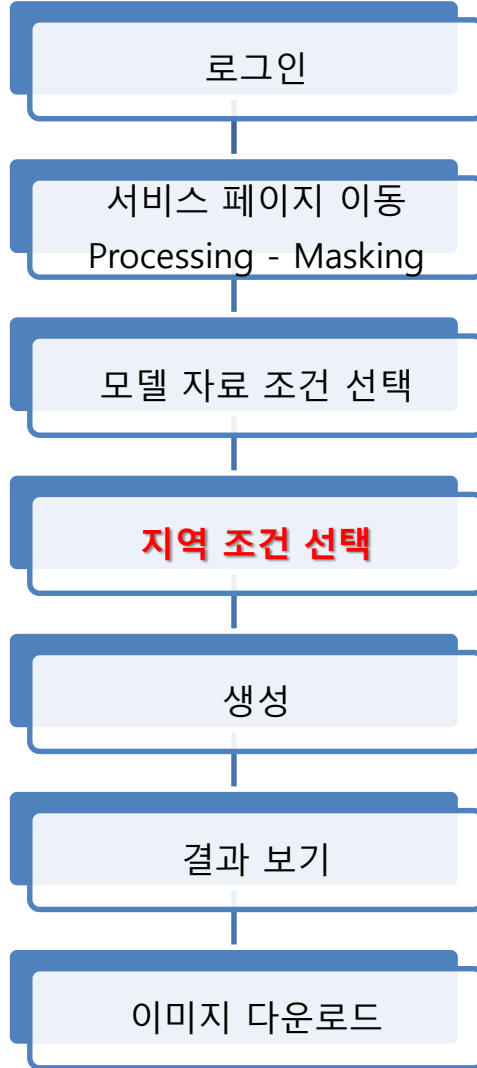 로그인
서비스 페이지 이동
Processing - Masking
모델 자료 조건 선택
지역 조건 선택
생성
결과 보기
이미지 다운로드